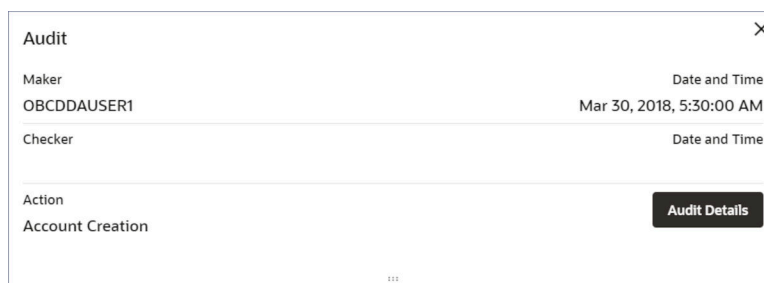 Audit
Maker Date and Time
OBCDDAUSER1 Mar 30, 2018, 5:30:00 AM
Checker Date and Time
Action
Audit Details
Account Creation